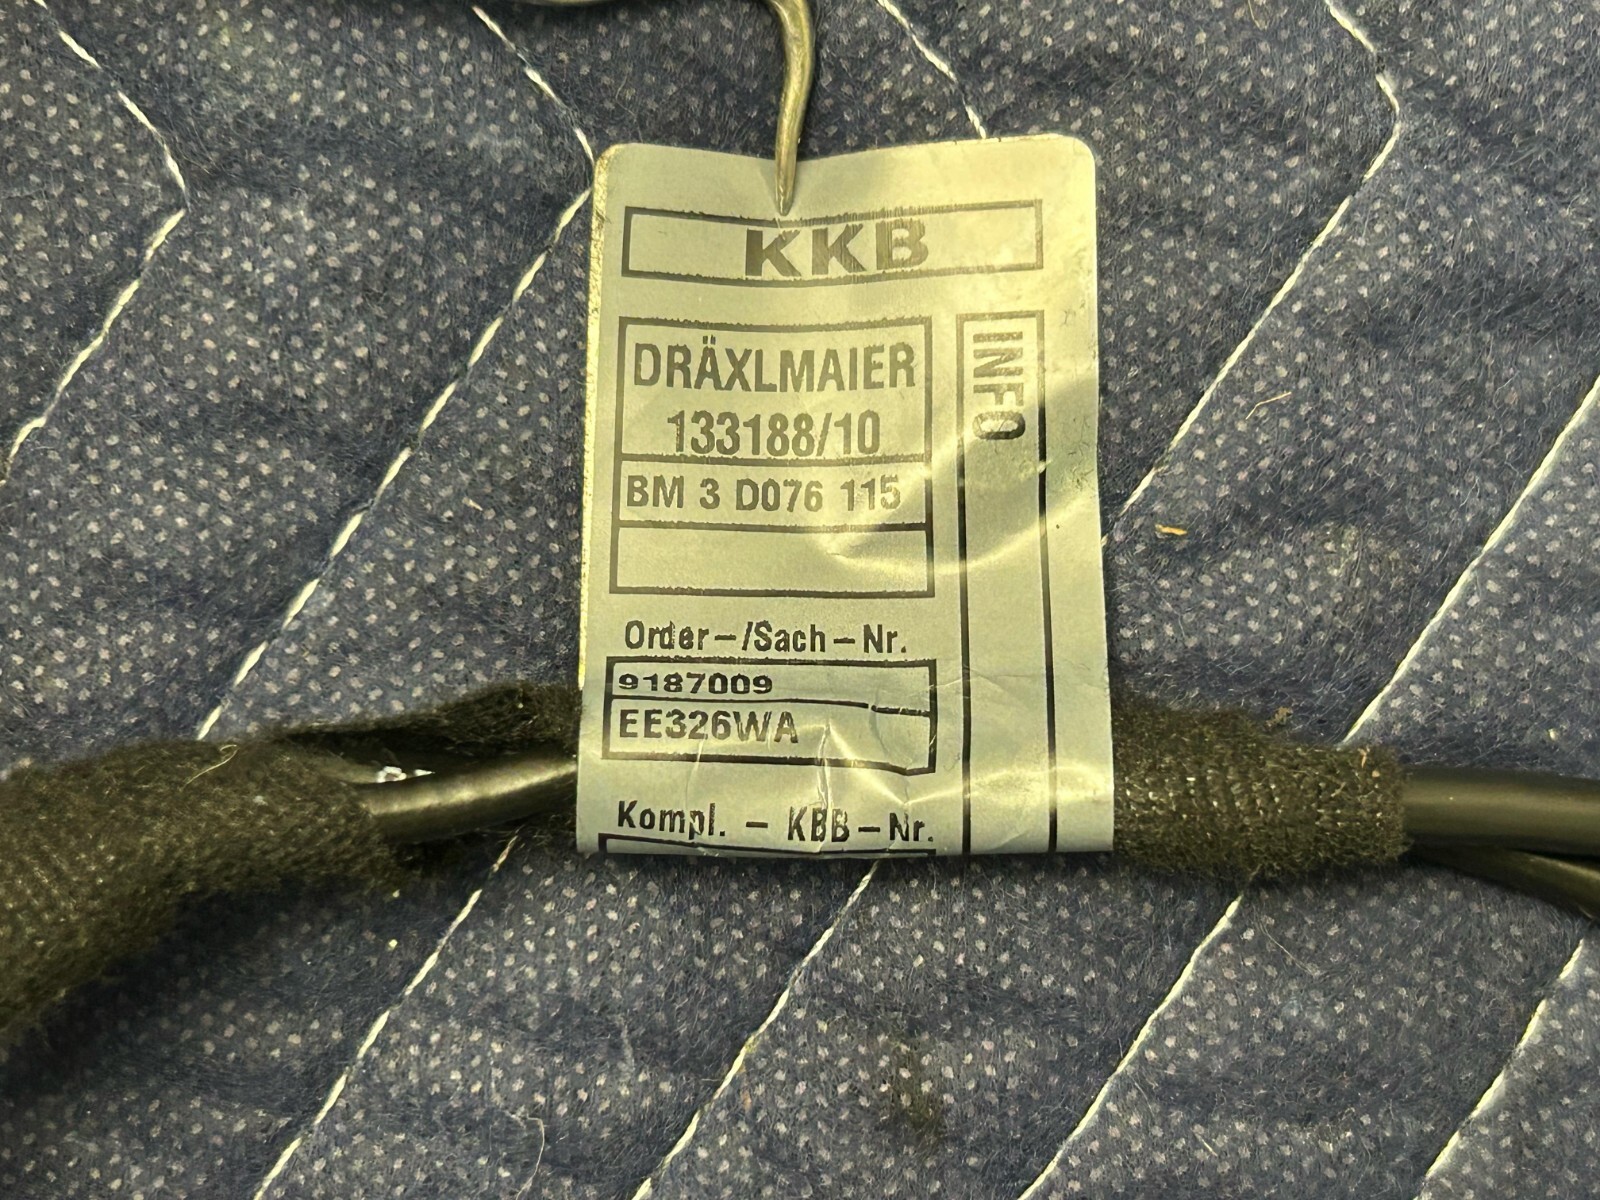 KKB
DRÄXLMAIER
133188/10
BM 3 D076 115
INFO
Order-/Sach-Nr.
9187009
EE326WA
Kompl. - KBB-Nr.